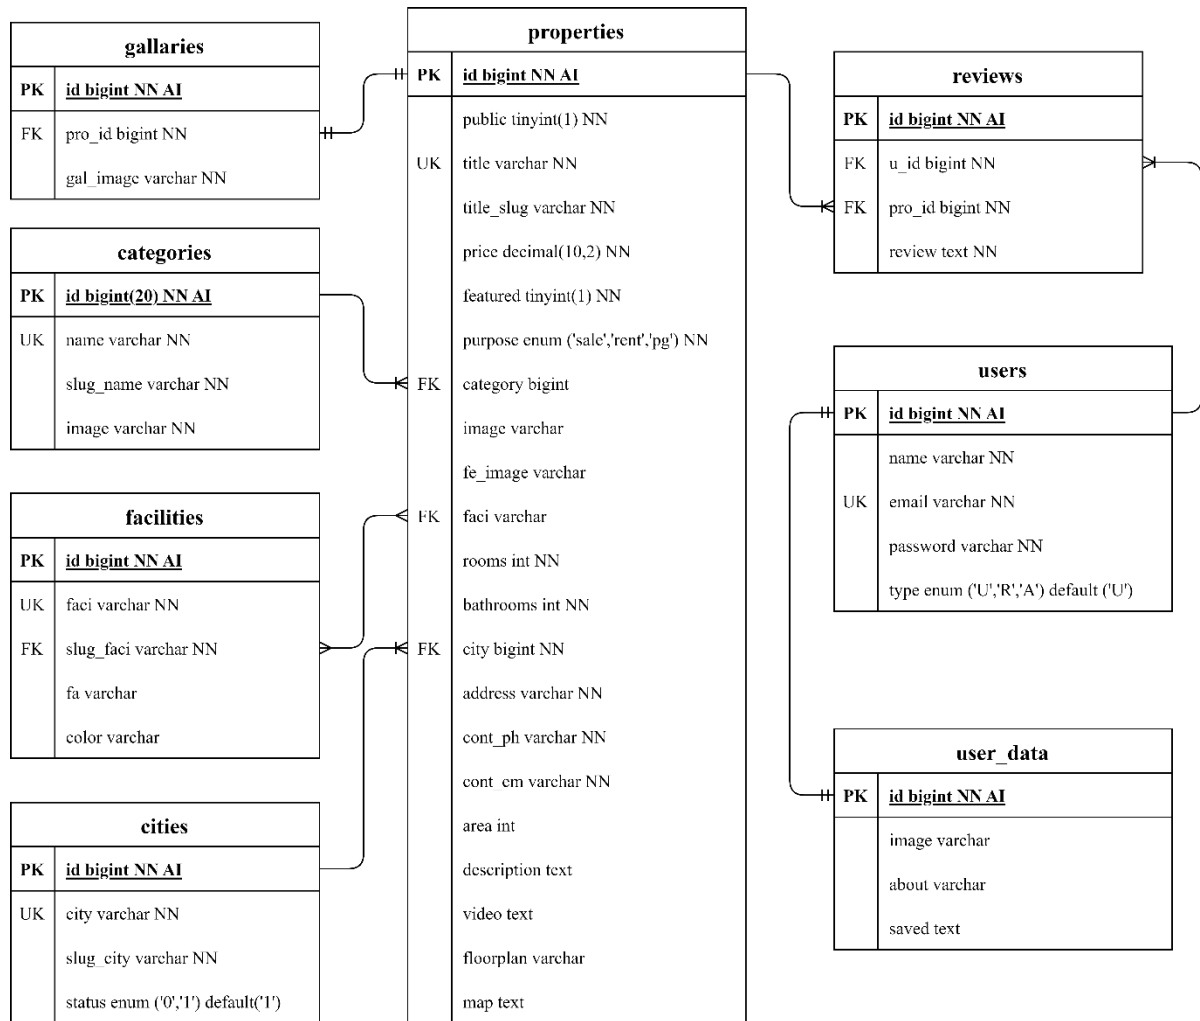 gallaries
PK id bigint NN AI
FK pro_id bigint NN
gal_image varchar NN
categories
PK id bigint(20) NN AI
UK name varchar NN
slug_name varchar NN
image varchar NN
facilities
PK id bigint NN AI
UK faci varchar NN
FK slug_faci varchar NN
fa varchar
color varchar
cities
PK id bigint NN AI
UK city varchar NN
slug_city varchar NN
status enum ('0','1') default('1')
properties
PK id bigint NN AI
public tinyint(1) NN
UK title varchar NN
title_slug varchar NN
price decimal(10,2) NN
featured tinyint(1) NN
purpose enum ('sale','rent','pg') NN
FK category bigint
image varchar
fe_image varchar
FK faci varchar
rooms int NN
bathrooms int NN
FK city bigint NN
address varchar NN
cont_ph varchar NN
cont_em varchar NN
area int
description text
video text
floorplan varchar
map text
reviews
PK id bigint NN AI
FK u_id bigint NN
FK pro_id bigint NN
review text NN
users
PK id bigint NN AI
name varchar NN
UK email varchar NN
password varchar NN
type enum ('U','R','A') default ('U')
user_data
PK id bigint NN AI
image varchar
about varchar
saved text